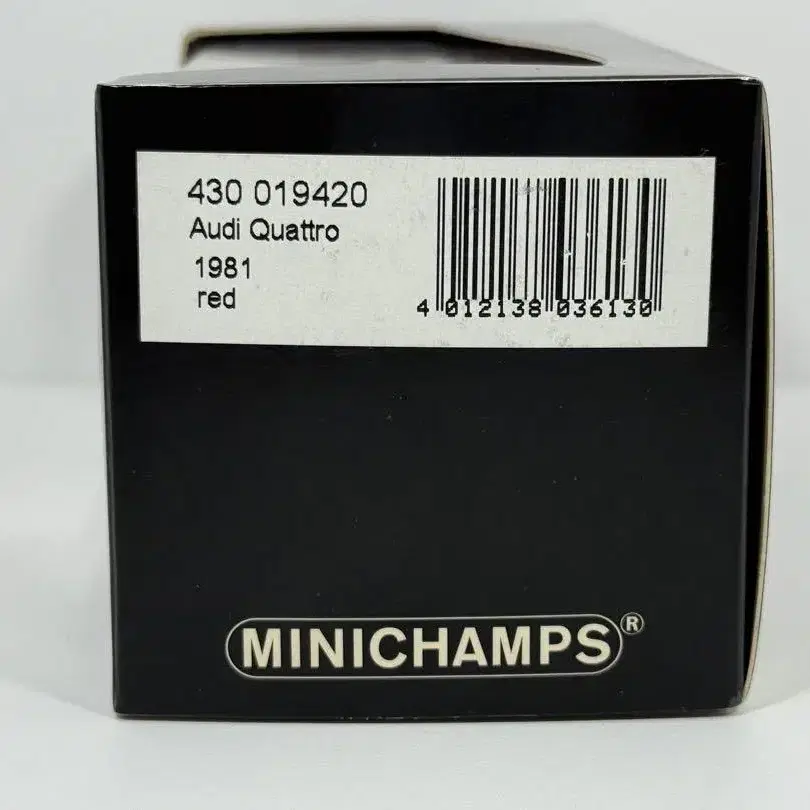 430 019420
Audi Quattro
1981
red
4 012138 036130
MINICHAMPS®